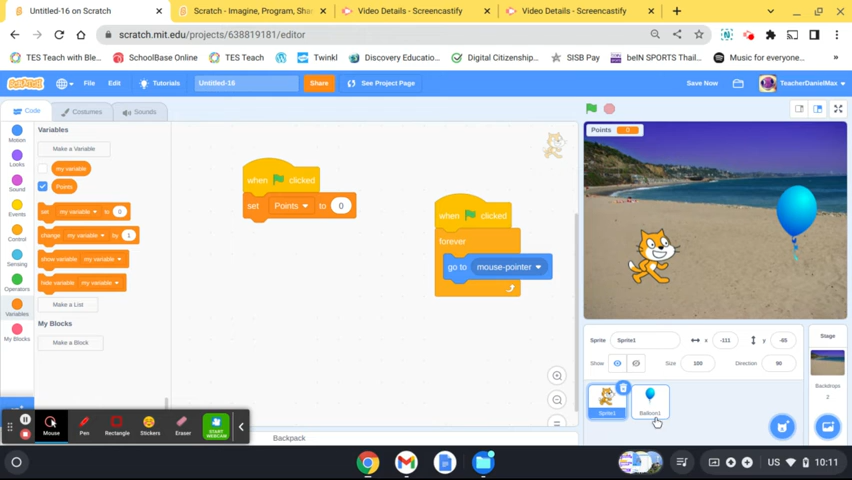 Untitled-16 on Scratch
Scratch - Imagine, Program, Shar
Video Details - Screencastify
Video Details - Screencastify
scratch.mit.edu/projects/638819181/editor
TES Teach with Ble...
SchoolBase Online
TES Teach
Twinkl
Discovery Educatio...
Digital Citizenship...
SISB Pay
beIN SPORTS Thail...
Music for everyone...
SCRATCH
File
Edit
Tutorials
Untitled-16
Share
See Project Page
Save Now
TeacherDanielMax
Code
Costumes
Sounds
Motion
Looks
Sound
Events
Control
Sensing
Operators
Variables
My Blocks
Variables
Make a Variable
my variable
Points
set my variable to 0
change my variable by 1
show variable my variable
hide variable my variable
Make a List
My Blocks
Make a Block
when clicked
set Points to 0
when clicked
forever
go to mouse-pointer
Points 0
Sprite Sprite1 x -111 y -65
Show Size 100 Direction 90
Sprite1
Balloon1
Stage
Backdrops
2
Mouse
Pen
Rectangle
Stickers
Eraser
START WEBCAM
Backpack
US
10:11